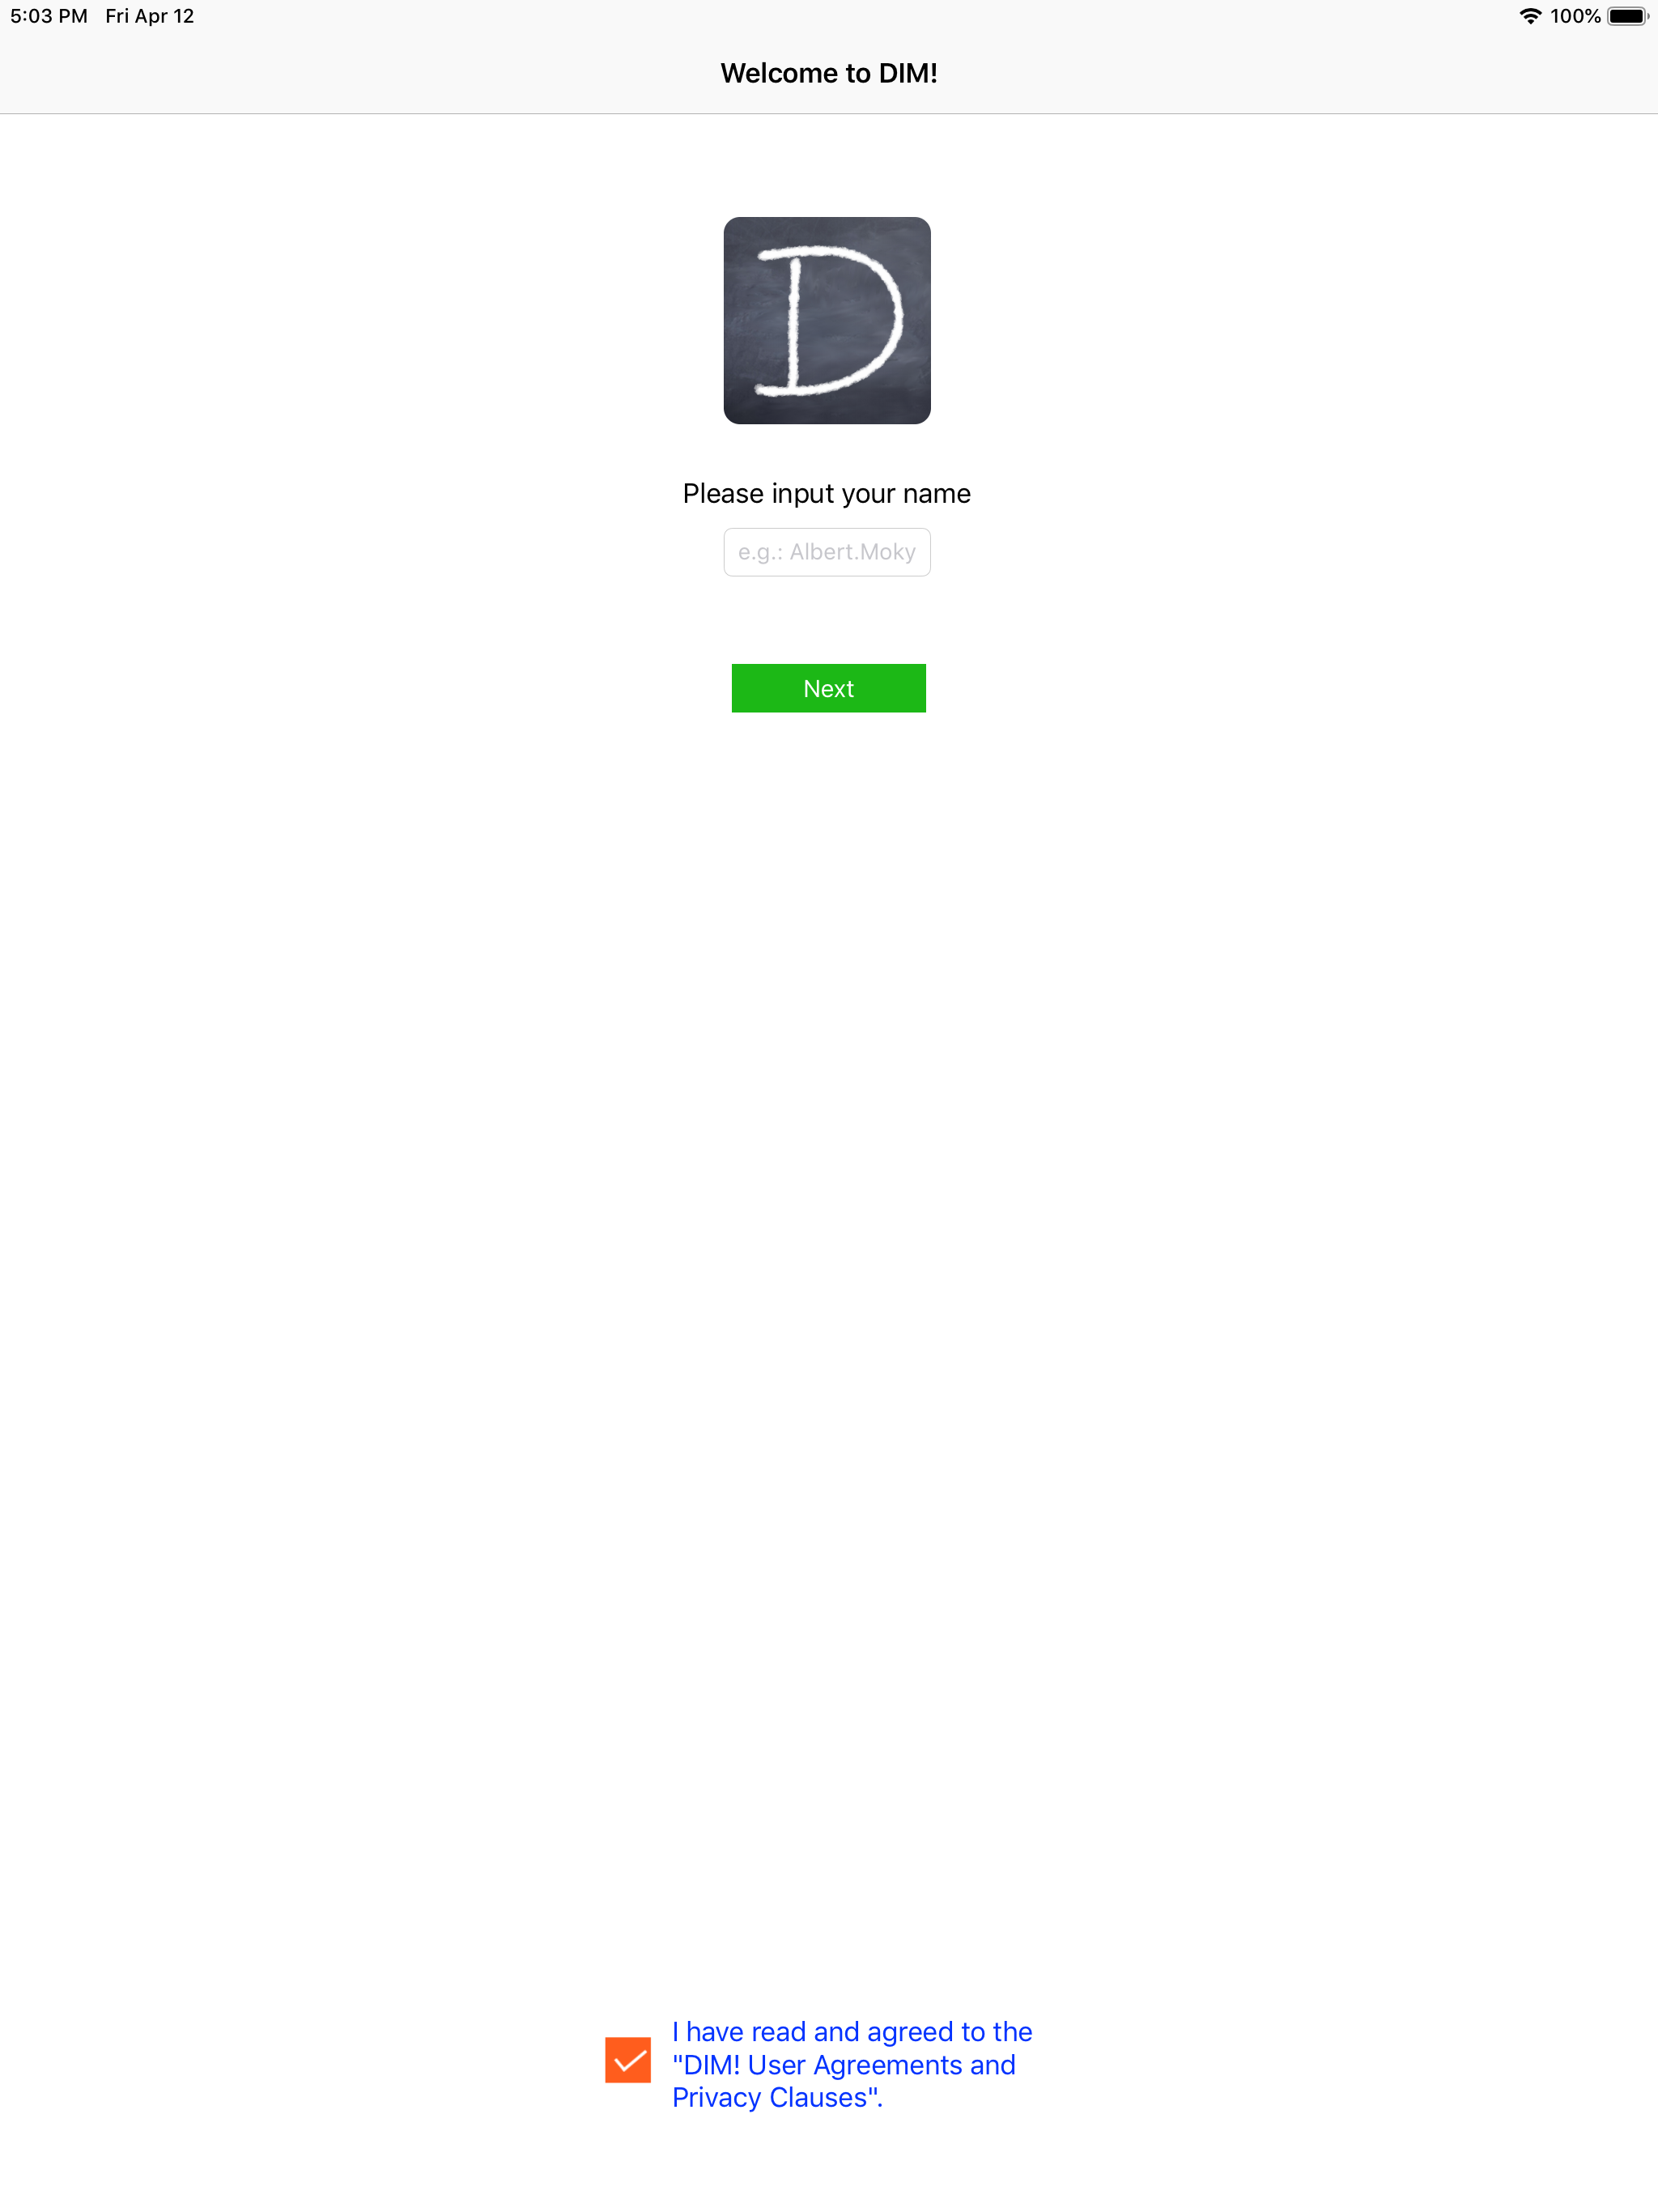 5:03 PM Fri Apr 12 100%
Welcome to DIM!
D
Please input your name
e.g.: Albert.Moky
Next
I have read and agreed to the
"DIM! User Agreements and
Privacy Clauses".